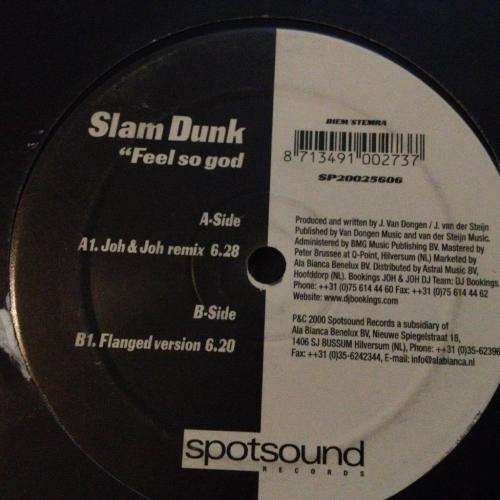 Slam Dunk
"Feel so god
A-Side
A1. Joh & Joh remix 6.28
B-Side
B1. Flanged version 6.20
BIEM/STEMRA
8 713491 002737
SP20025606
Produced and written by J. Van Dongen / J. van der Steijn
Published by Van Dongen Music and van der Steijn Music.
Administered by BMG Music Publishing BV. Mastered by
Peter Brussee at Q-Point, Hilversum (NL) Marketed by
Ala Bianca Benelux BV. Distributed by Astral Music BV,
Hoofddorp (NL). Bookings JOH & JOH DJ Team: DJ Bookings.
Phone: ++31 (0)75 614 44 60 Fax: ++31 (0)75 614 44 62
Website: www.djbookings.com
P&C 2000 Spotsound Records a subsidiary of
Ala Bianca Benelux BV, Nieuwe Spiegelstraat 15,
1406 SJ BUSSUM Hilversum (NL), Phone: ++31 (0)35-62396
Fax: ++31 (0)35-6242344, E-mail: info@alabianca.nl
spotsound
RECORDS